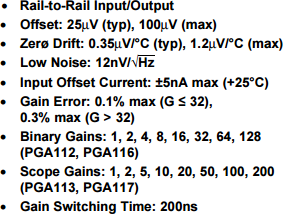 • Rail-to-Rail Input/Output
• Offset: 25μV (typ), 100μV (max)
• Zerø Drift: 0.35μV/°C (typ), 1.2μV/°C (max)
• Low Noise: 12nV/√Hz
• Input Offset Current: ±5nA max (+25°C)
• Gain Error: 0.1% max (G ≤ 32),
0.3% max (G > 32)
• Binary Gains: 1, 2, 4, 8, 16, 32, 64, 128
(PGA112, PGA116)
• Scope Gains: 1, 2, 5, 10, 20, 50, 100, 200
(PGA113, PGA117)
• Gain Switching Time: 200ns